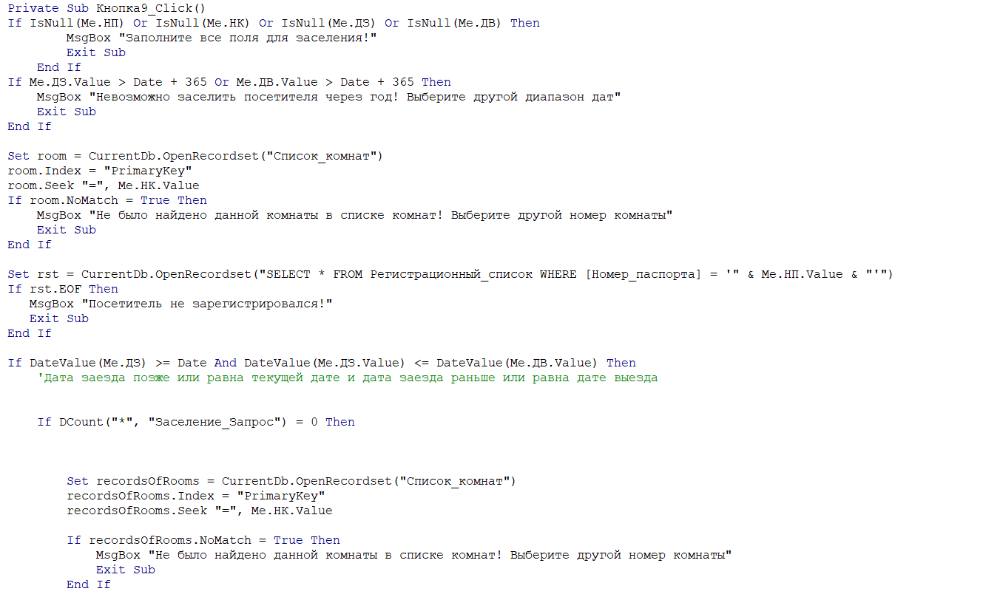 Private Sub Кнопка9_Click()
If IsNull(Me.НП) Or IsNull(Me.НК) Or IsNull(Me.ДЗ) Or IsNull(Me.ДВ) Then
MsgBox "Заполните все поля для заселения!"
Exit Sub
End If
If Me.ДЗ.Value > Date + 365 Or Me.ДВ.Value > Date + 365 Then
MsgBox "Невозможно заселить посетителя через год! Выберите другой диапазон дат"
Exit Sub
End If
Set room = CurrentDb.OpenRecordset("Список_комнат")
room.Index = "PrimaryKey"
room.Seek "=", Me.НК.Value
If room.NoMatch = True Then
MsgBox "Не было найдено данной комнаты в списке комнат! Выберите другой номер комнаты"
Exit Sub
End If
Set rst = CurrentDb.OpenRecordset("SELECT * FROM Регистрационный_список WHERE [Номер_паспорта] = '" & Me.НП.Value & "'")
If rst.EOF Then
MsgBox "Посетитель не зарегистрировался!"
Exit Sub
End If
If DateValue(Me.ДЗ) >= Date And DateValue(Me.ДЗ.Value) <= DateValue(Me.ДВ.Value) Then
'Дата заезда позже или равна текущей дате и дата заезда раньше или равна дате выезда
If DCount("*", "Заселение_Запрос") = 0 Then
Set recordsOfRooms = CurrentDb.OpenRecordset("Список_комнат")
recordsOfRooms.Index = "PrimaryKey"
recordsOfRooms.Seek "=", Me.НК.Value
If recordsOfRooms.NoMatch = True Then
MsgBox "Не было найдено данной комнаты в списке комнат! Выберите другой номер комнаты"
Exit Sub
End If